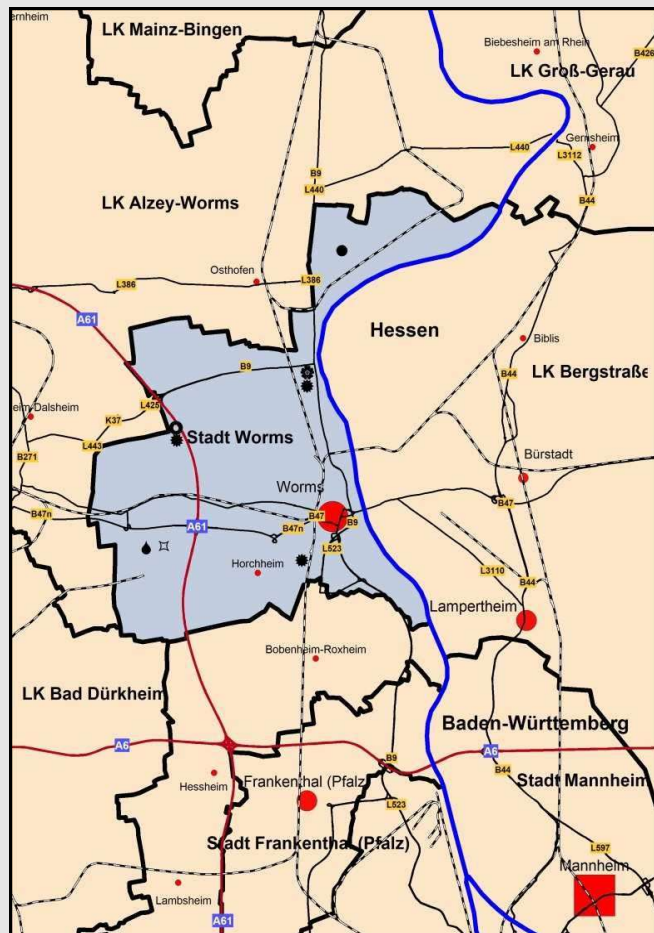 ernheim
LK Mainz-Bingen
Biebesheim am Rhein
B426
LK Groß-Gerau
Gernsheim
L440
L3112
B9
L440
B44
LK Alzey-Worms
Osthofen
L386
L386
A61
Hessen
Biblis
B9
B44
LK Bergstraße
L425
eim-Dalsheim
K37
L443
Stadt Worms
B271
Bürstadt
Worms
B47
B47n
B47
B9
A61
B47n
L523
Horchheim
L3110
B44
Lampertheim
Bobenheim-Roxheim
LK Bad Dürkheim
Baden-Württemberg
A6
A6
B9
B44
Stadt Mannheim
Hessheim
Frankenthal (Pfalz)
L523
Stadt Frankenthal (Pfalz)
L597
Mannheim
Lambsheim
A61